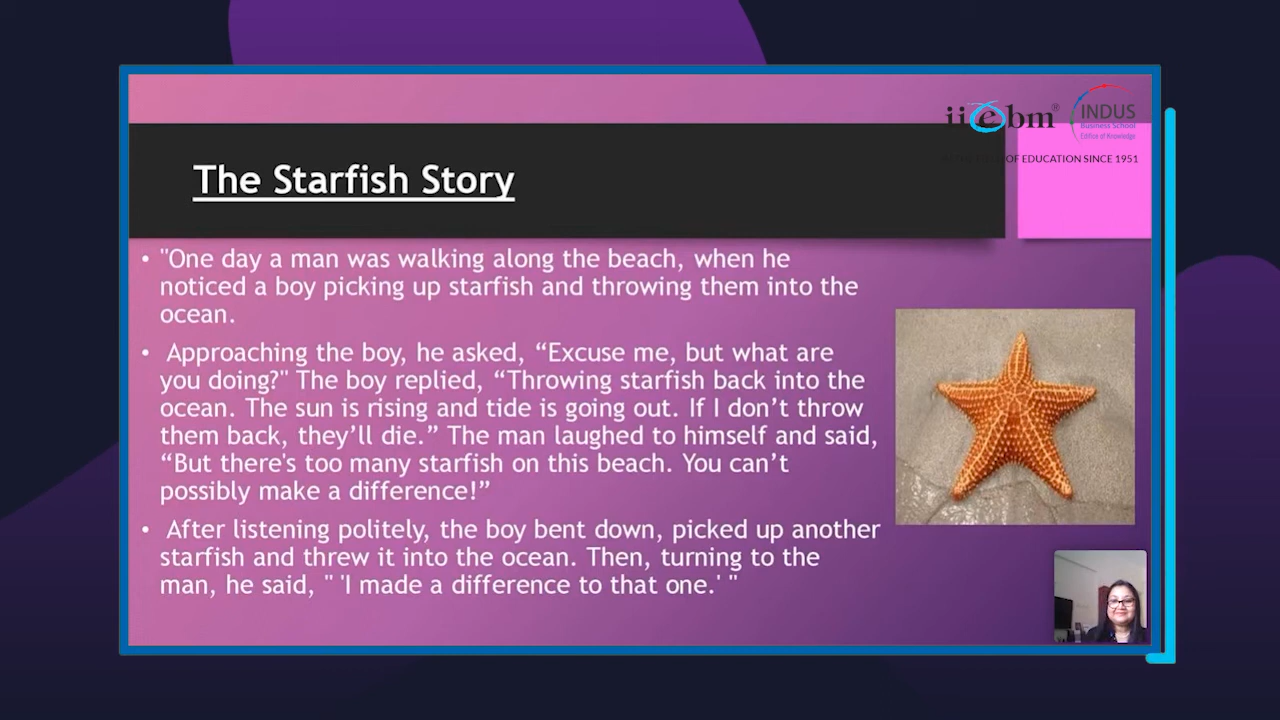 iiebm®
INDUS
Business School
Edifice of Knowledge
OF EDUCATION SINCE 1951
The Starfish Story
• "One day a man was walking along the beach, when he
noticed a boy picking up starfish and throwing them into the
ocean.
• Approaching the boy, he asked, “Excuse me, but what are
you doing?" The boy replied, “Throwing starfish back into the
ocean. The sun is rising and tide is going out. If I don’t throw
them back, they’ll die.” The man laughed to himself and said,
“But there's too many starfish on this beach. You can’t
possibly make a difference!”
• After listening politely, the boy bent down, picked up another
starfish and threw it into the ocean. Then, turning to the
man, he said, " 'I made a difference to that one.' "